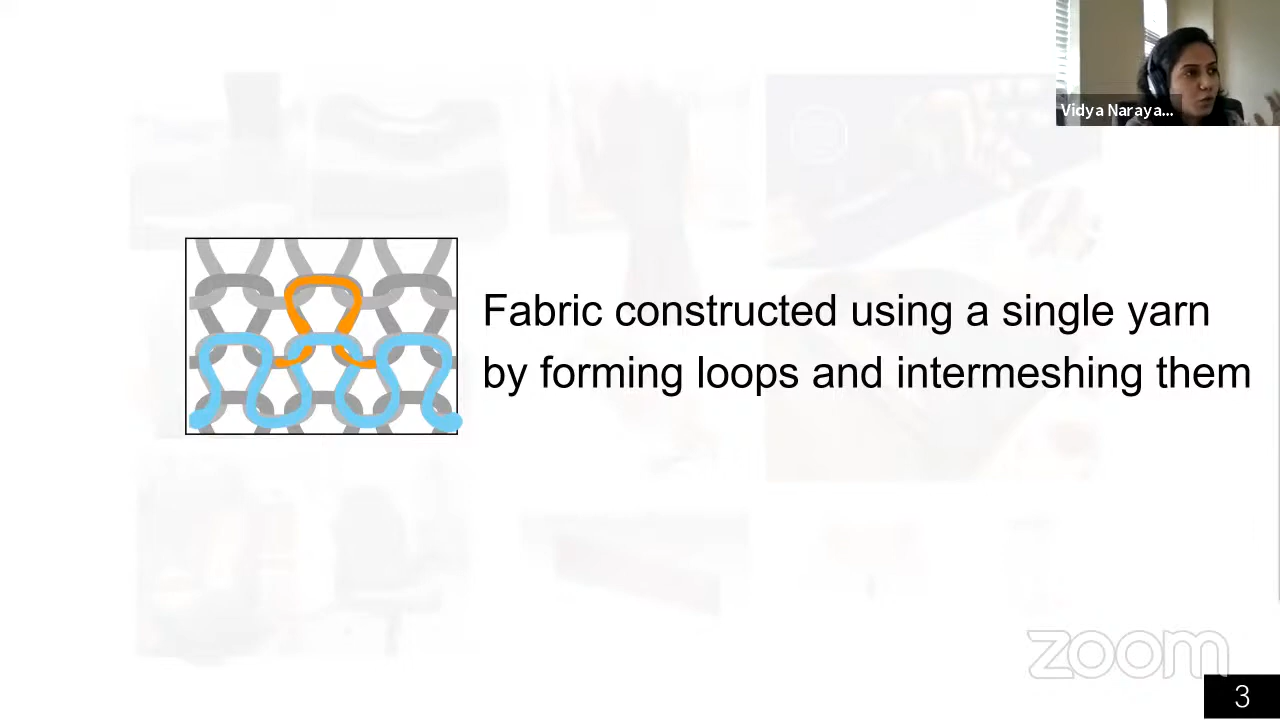 Vidya Naraya...
Fabric constructed using a single yarn
by forming loops and intermeshing them
zoom
3